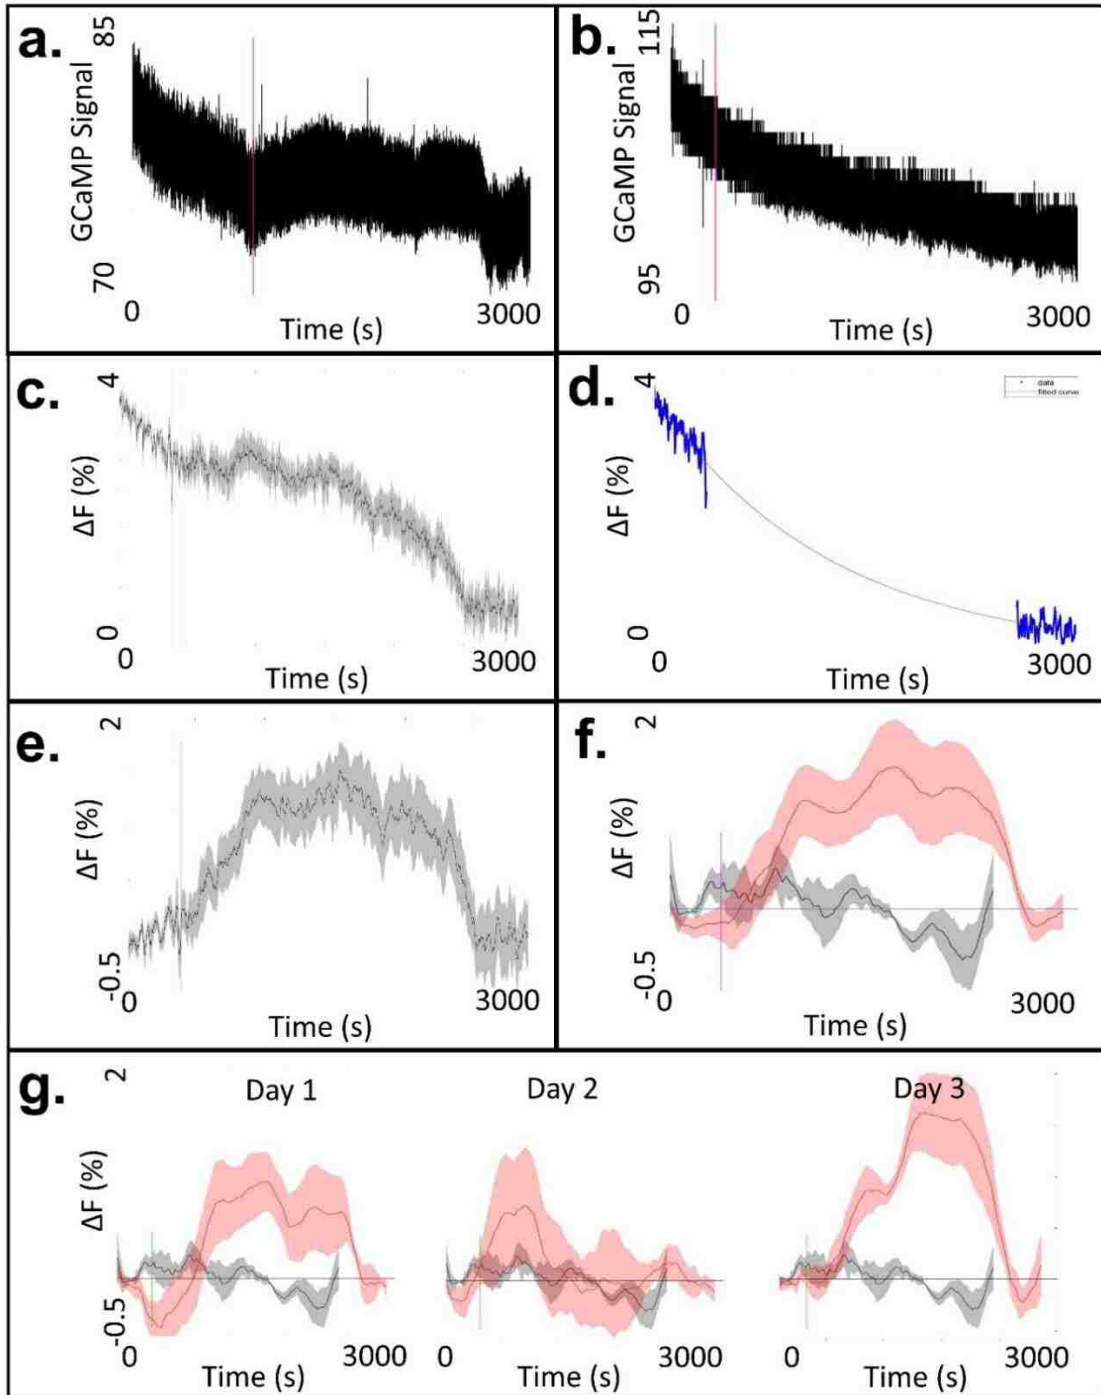 a.
85
GCaMP Signal
70
0
3000
Time (s)
b.
115
GCaMP Signal
95
0
3000
Time (s)
c.
4
ΔF (%)
0
0
3000
Time (s)
d.
4
data
fitted curve
ΔF (%)
0
0
3000
Time (s)
e.
2
ΔF (%)
-0.5
0
3000
Time (s)
f.
2
ΔF (%)
-0.5
0
3000
Time (s)
g.
2
Day 1
Day 2
Day 3
ΔF (%)
-0.5
0
3000
0
3000
0
3000
Time (s)
Time (s)
Time (s)